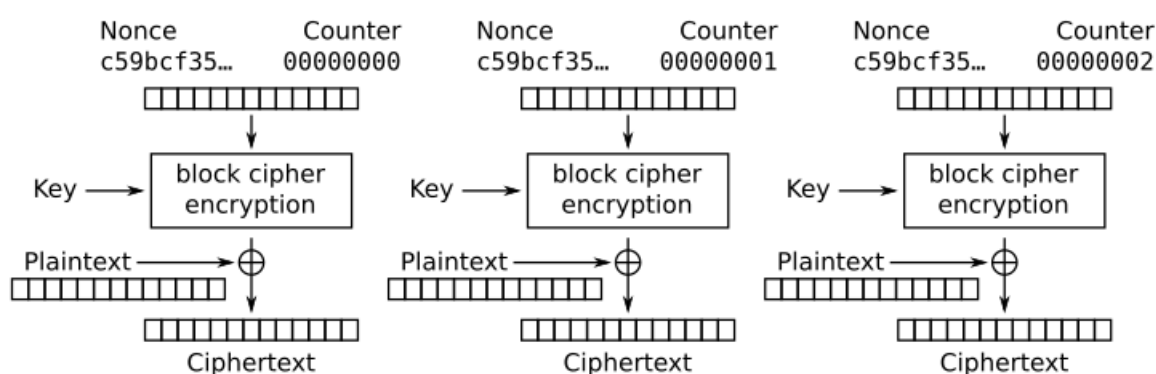 Nonce Counter Nonce Counter Nonce Counter
c59bcf35… 00000000 c59bcf35… 00000001 c59bcf35… 00000002
block cipher block cipher block cipher
Key Key Key
encryption encryption encryption
Plaintext Plaintext Plaintext
Ciphertext Ciphertext Ciphertext